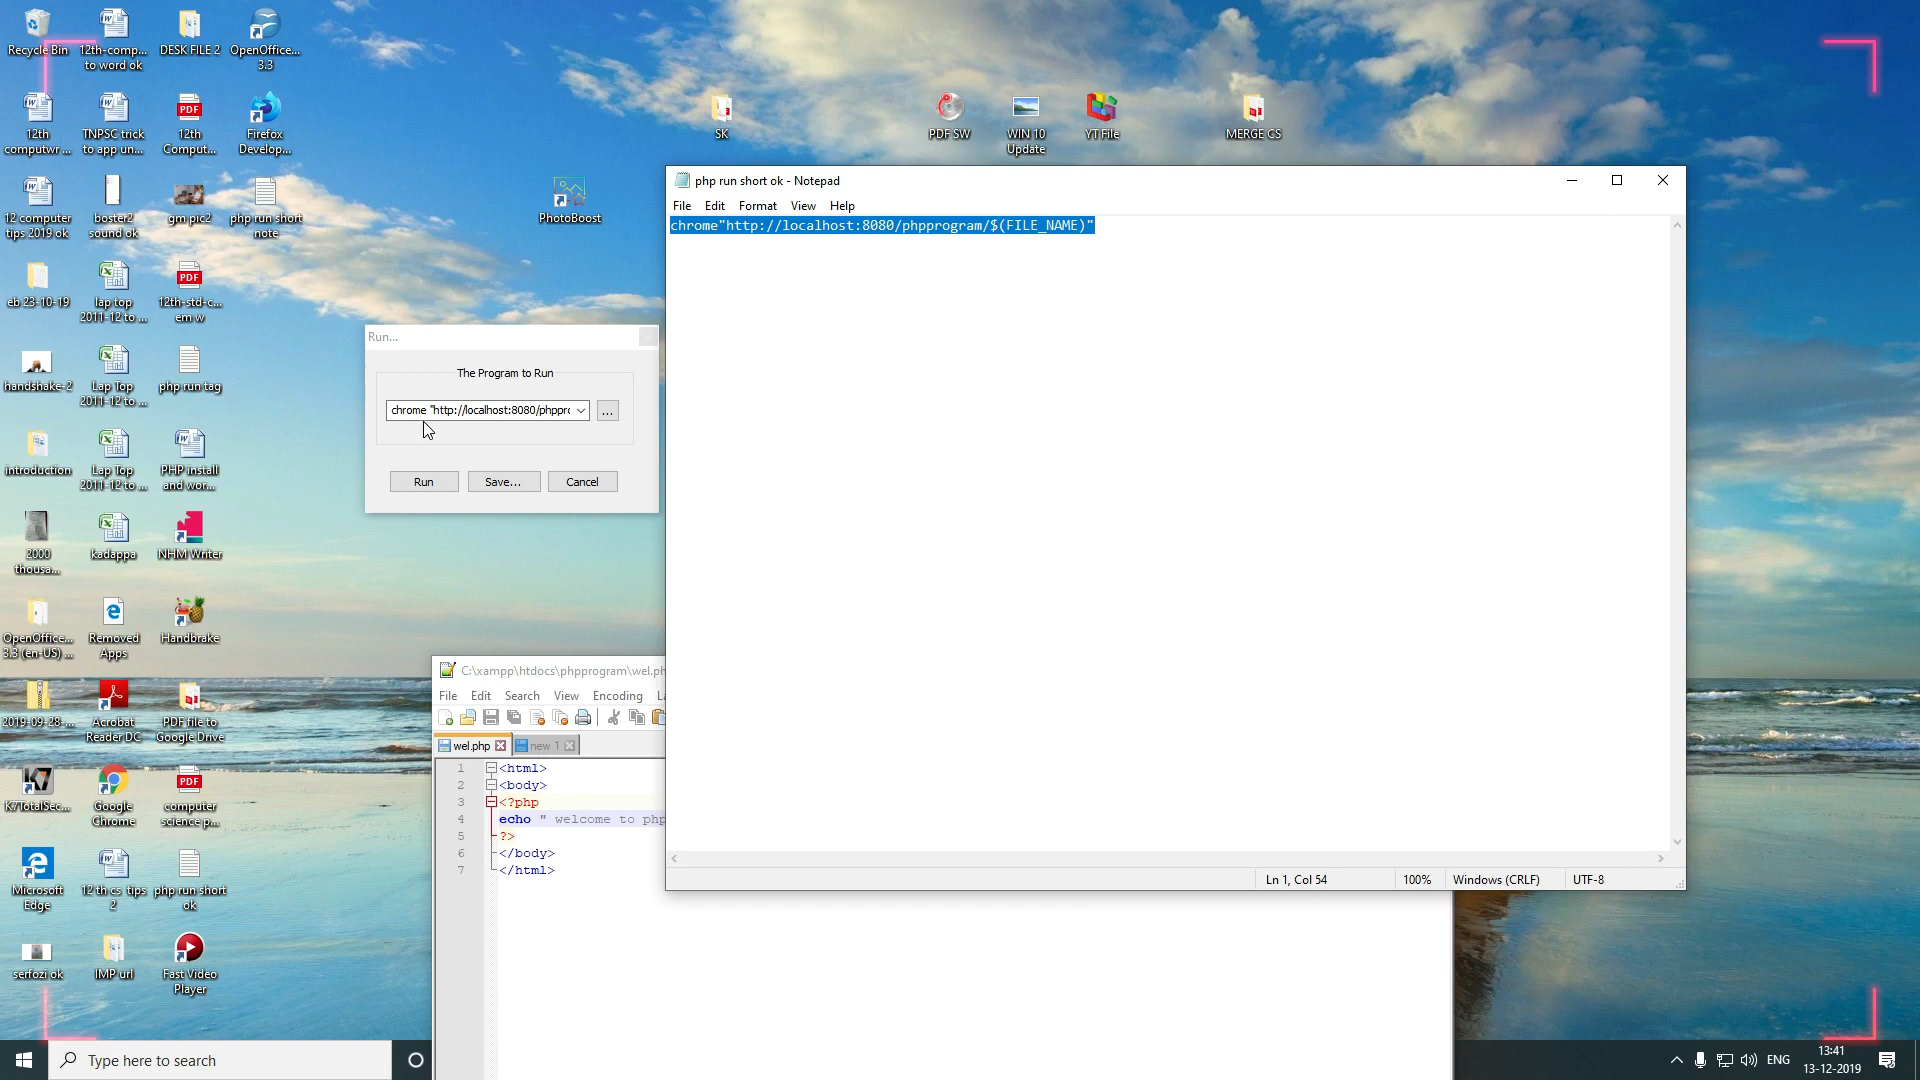 Recycle Bin
12th-comp... to word ok
DESK FILE 2
OpenOffice... 3.3
12th computwr ...
TNPSC trick to app un...
PDF
12th Comput...
Firefox Develop...
SK
PDF SW
WIN 10 Update
YT File
MERGE CS
12 computer tips 2019 ok
boster2 sound ok
gm pic2
php run short note
PhotoBoost
eb 23-10-19
lap top 2011-12 to ...
PDF
12th-std-c... em w
handshake-2
Lap Top 2011-12 to ...
php run tag
introduction
Lap Top 2011-12 to ...
PHP install and wor...
2000 thousa...
kadappa
NHM Writer
OpenOffice... 3.3 (en-US) ...
Removed Apps
Handbrake
2019-09-28-...
Acrobat Reader DC
PDF file to Google Drive
K7TotalSec...
Google Chrome
PDF
computer science p...
Microsoft Edge
12 th cs tips 2
php run short ok
serfozi ok
IMP url
Fast Video Player
php run short ok - Notepad
File Edit Format View Help
chrome"http://localhost:8080/phpprogram/$(FILE_NAME)"
Ln 1, Col 54
100%
Windows (CRLF)
UTF-8
Run...
The Program to Run
chrome "http://localhost:8080/phpprc
...
Run
Save...
Cancel
C:\xampp\htdocs\phpprogram\wel.ph
File Edit Search View Encoding La
wel.php
new 1
1 <html>
2 <body>
3 <?php
4 echo " welcome to php
5 ?>
6 </body>
7 </html>
Type here to search
ENG
13:41
13-12-2019